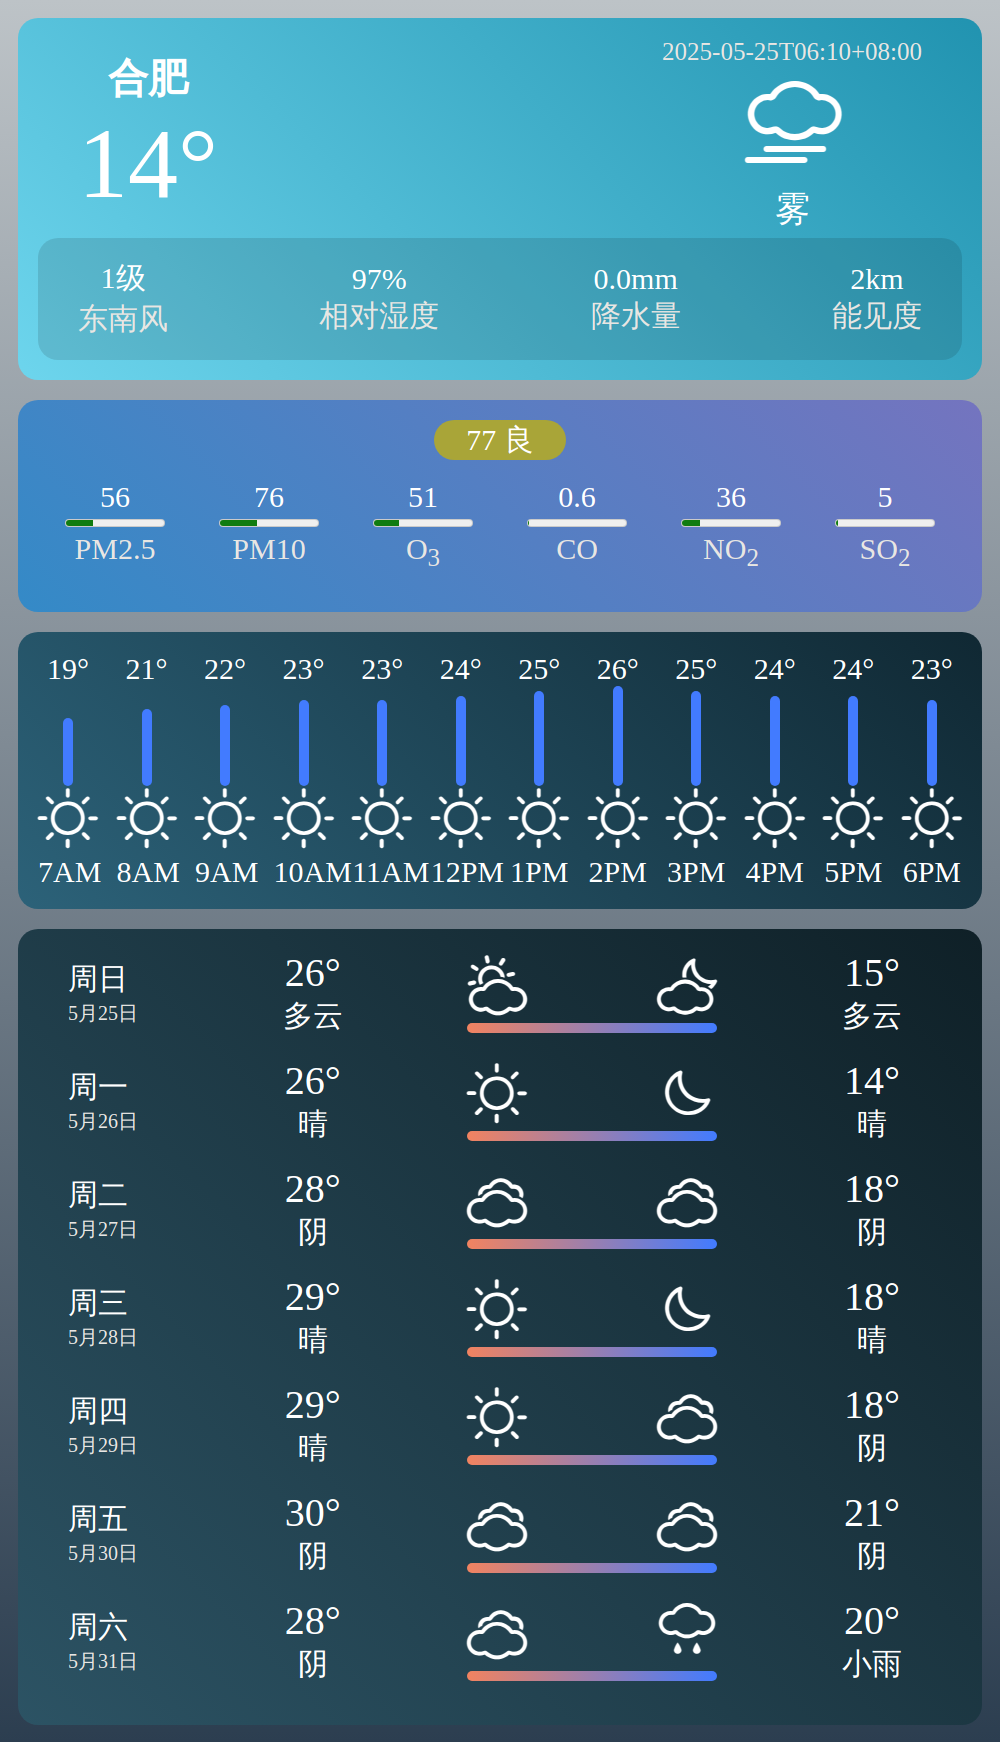 合肥
2025-05-25T06:10+08:00
14°
雾
1级 97% 0.0mm 2km
东南风 相对湿度 降水量 能见度
77 良
56 76 51 0.6 36 5
PM2.5 PM10 O3 CO NO2 SO2
19° 21° 22° 23° 23° 24° 25° 26° 25° 24° 24° 23°
7AM 8AM 9AM 10AM 11AM 12PM 1PM 2PM 3PM 4PM 5PM 6PM
周日 26° 15°
5月25日 多云 多云
周一 26° 14°
5月26日 晴 晴
周二 28° 18°
5月27日 阴 阴
周三 29° 18°
5月28日 晴 晴
周四 29° 18°
5月29日 晴 阴
周五 30° 21°
5月30日 阴 阴
周六 28° 20°
5月31日 阴 小雨